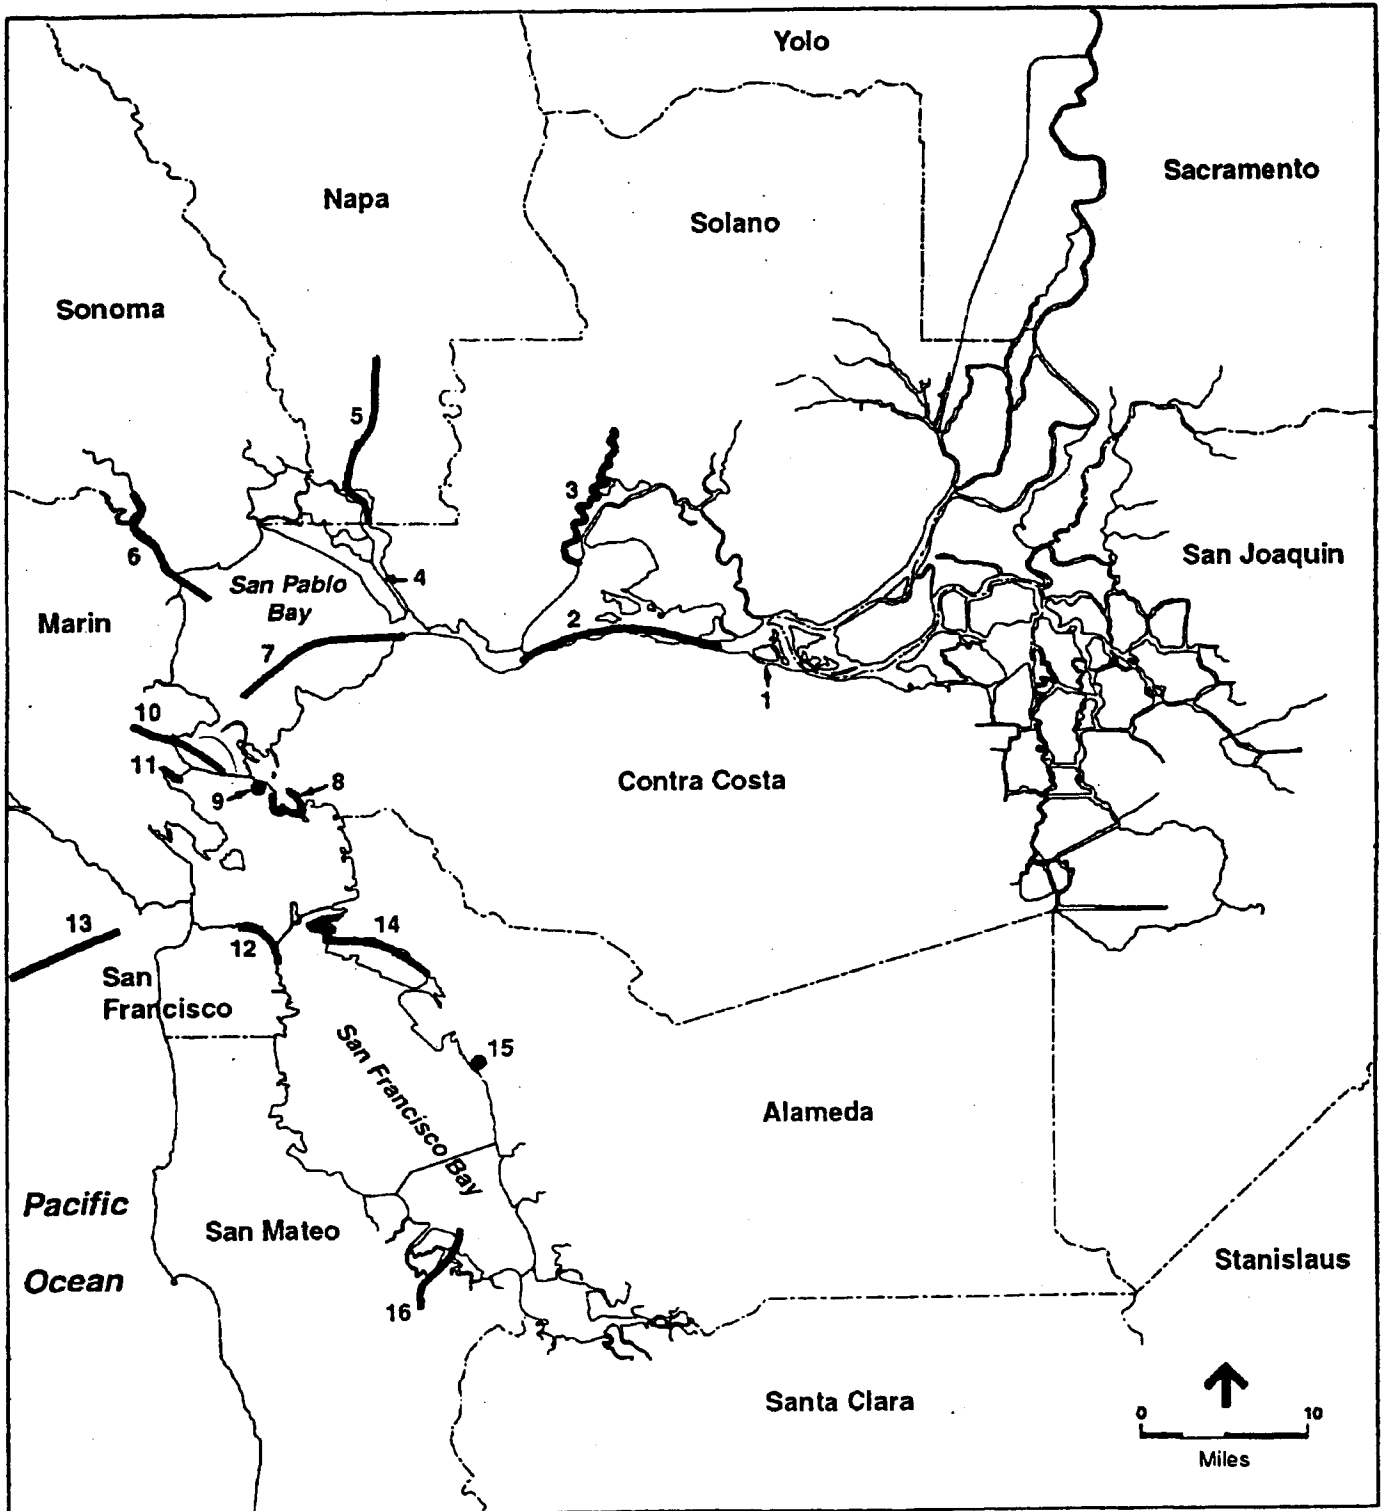 Yolo
Sacramento
Napa
Solano
Sonoma
5
3
6
San Joaquin
San Pablo
Bay
4
Marin
2
7
1
10
11
8
9
Contra Costa
13
14
12
San
Francisco
15
San Francisco Bay
Alameda
Pacific
Ocean
San Mateo
Stanislaus
16
Santa Clara
0 10
Miles